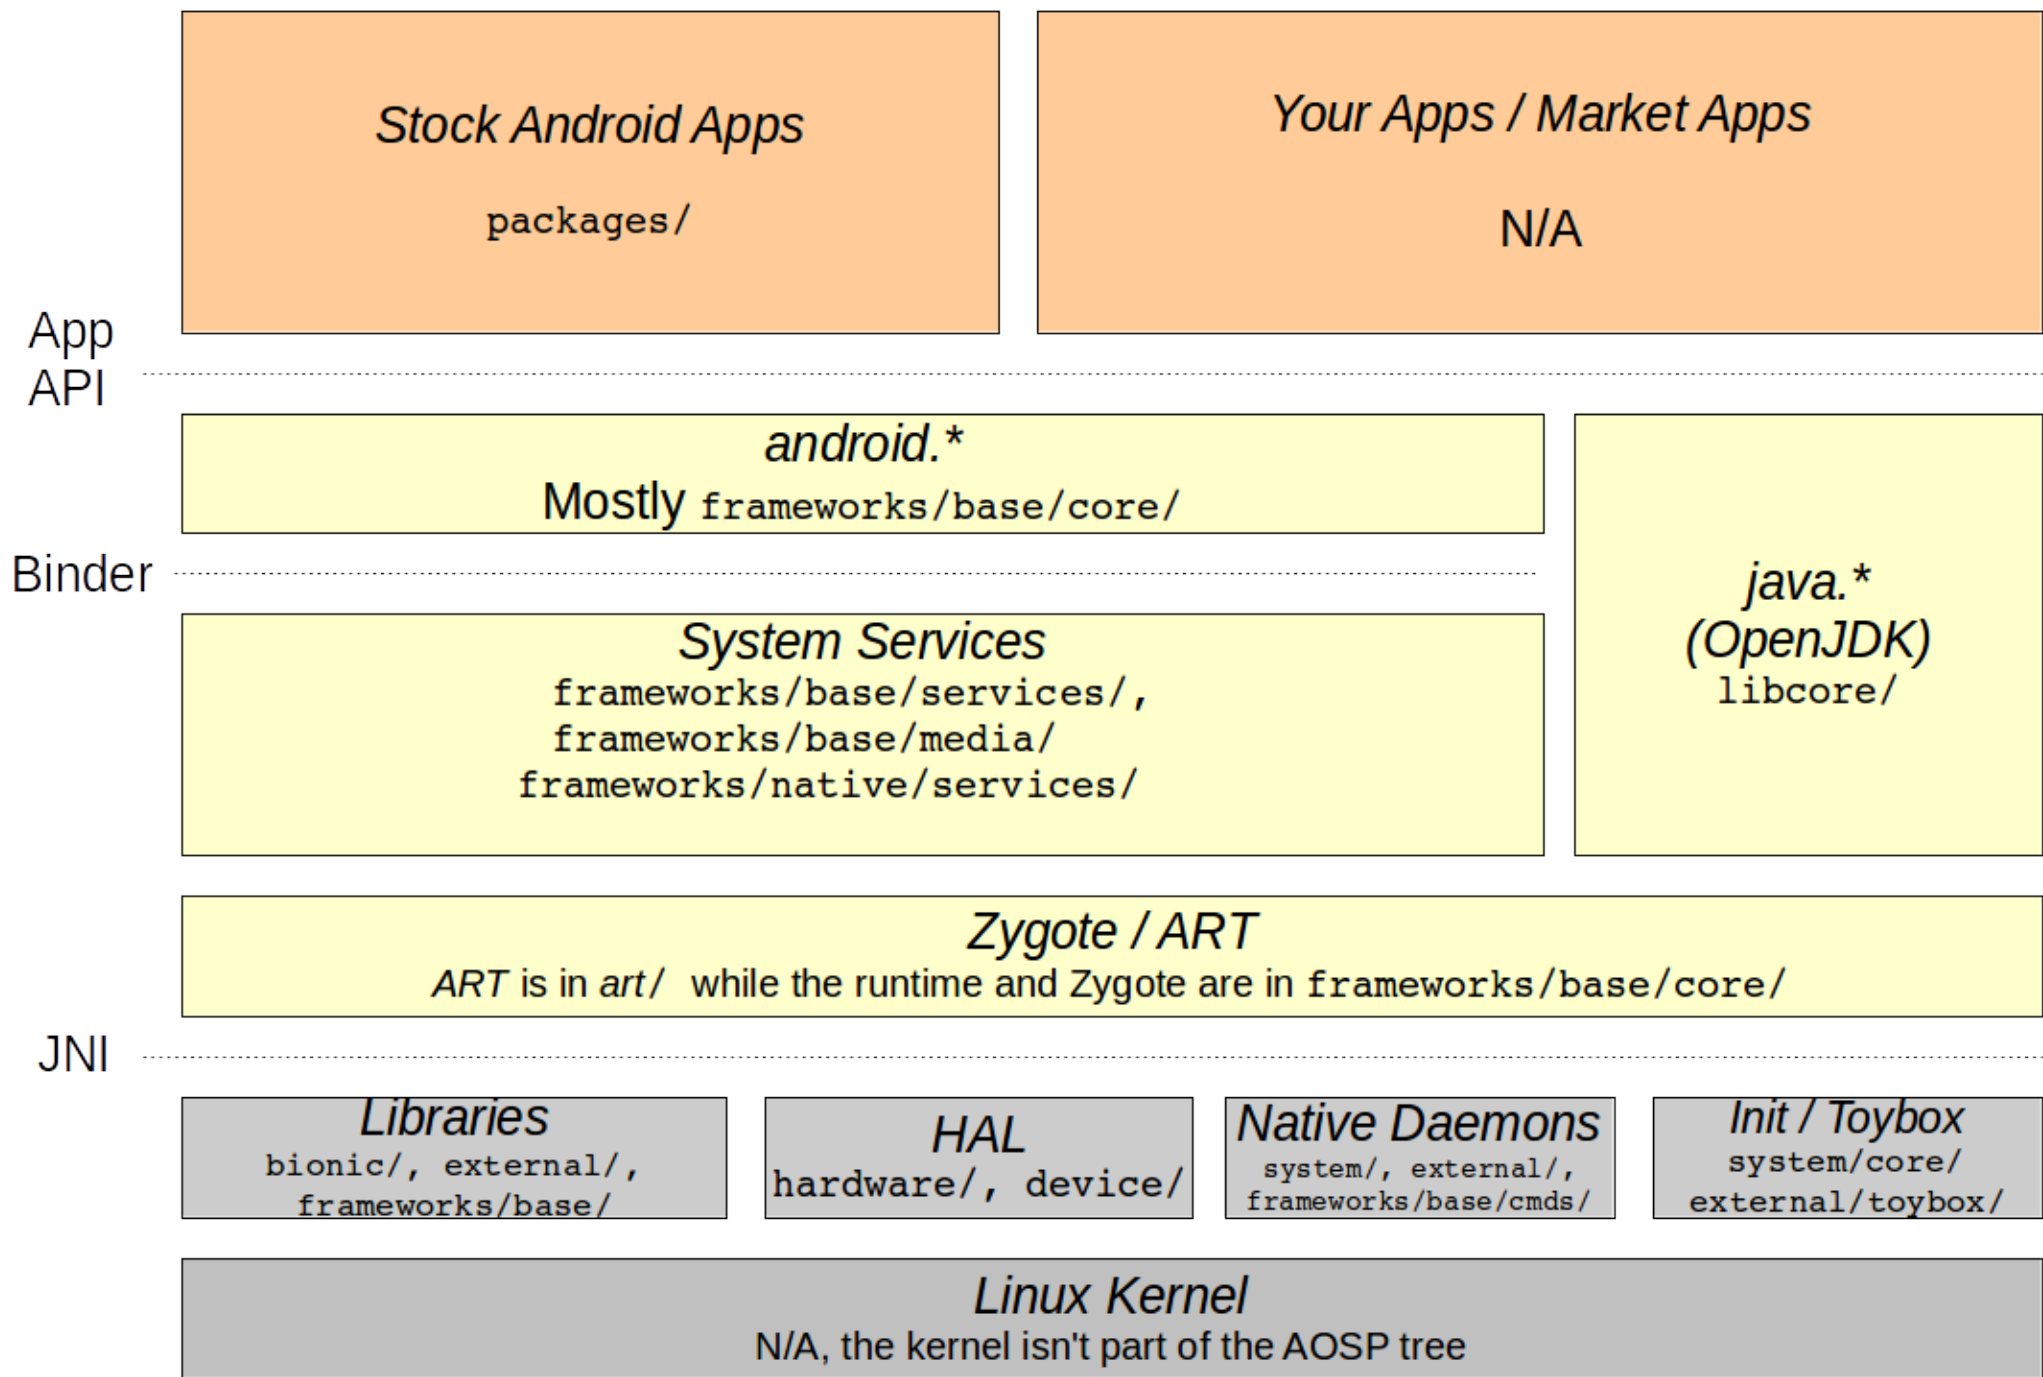 Stock Android Apps
packages/
Your Apps / Market Apps
N/A
App
API
android.*
Mostly frameworks/base/core/
Binder
System Services
frameworks/base/services/,
frameworks/base/media/
frameworks/native/services/
java.*
(OpenJDK)
libcore/
Zygote / ART
ART is in art/ while the runtime and Zygote are in frameworks/base/core/
JNI
Libraries
bionic/, external/,
frameworks/base/
HAL
hardware/, device/
Native Daemons
system/, external/,
frameworks/base/cmds/
Init / Toybox
system/core/
external/toybox/
Linux Kernel
N/A, the kernel isn't part of the AOSP tree